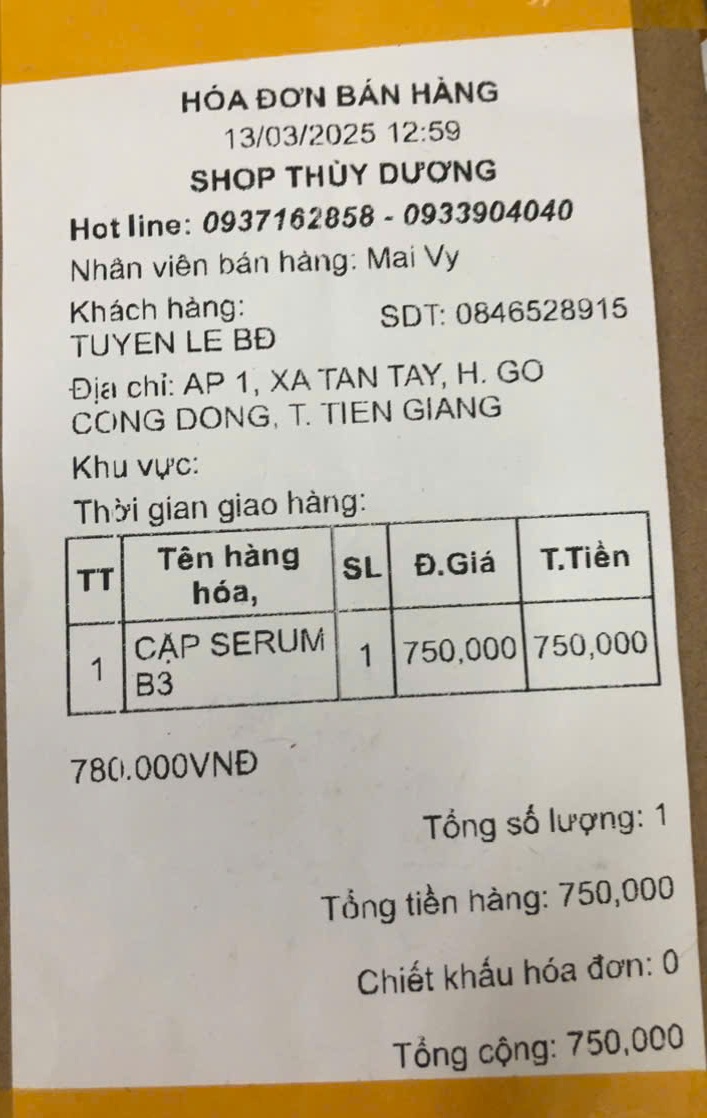 HÓA ĐƠN BÁN HÀNG
13/03/2025 12:59
SHOP THÙY DƯƠNG
Hot line: 0937162858 - 0933904040
Nhân viên bán hàng: Mai Vy
Khách hàng: SDT: 0846528915
TUYEN LE BĐ
Địa chỉ: AP 1, XA TAN TAY, H. GO
CONG DONG, T. TIEN GIANG
Khu vực:
Thời gian giao hàng:
TT Tên hàng hóa, SL Đ.Giá T.Tiền
1 CẶP SERUM B3 1 750,000 750,000
780.000VNĐ
Tổng số lượng: 1
Tổng tiền hàng: 750,000
Chiết khấu hóa đơn: 0
Tổng cộng: 750,000